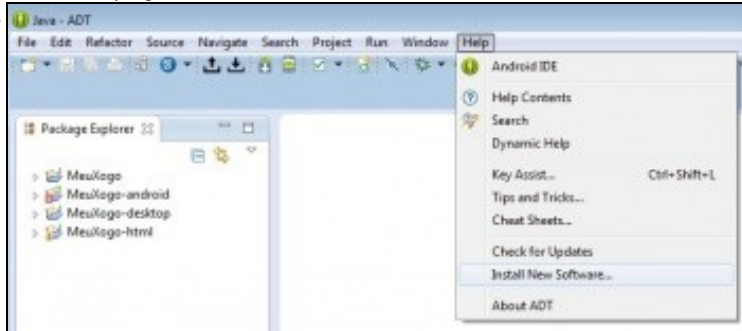 Java - ADT
File Edit Refactor Source Navigate Search Project Run Window Help
Android IDE
Help Contents
Search
Dynamic Help
Key Assist... Ctrl+Shift+L
Tips and Tricks...
Cheat Sheets...
Check for Updates
Install New Software...
About ADT
Package Explorer
MeuXogo
MeuXogo-android
MeuXogo-desktop
MeuXogo-html